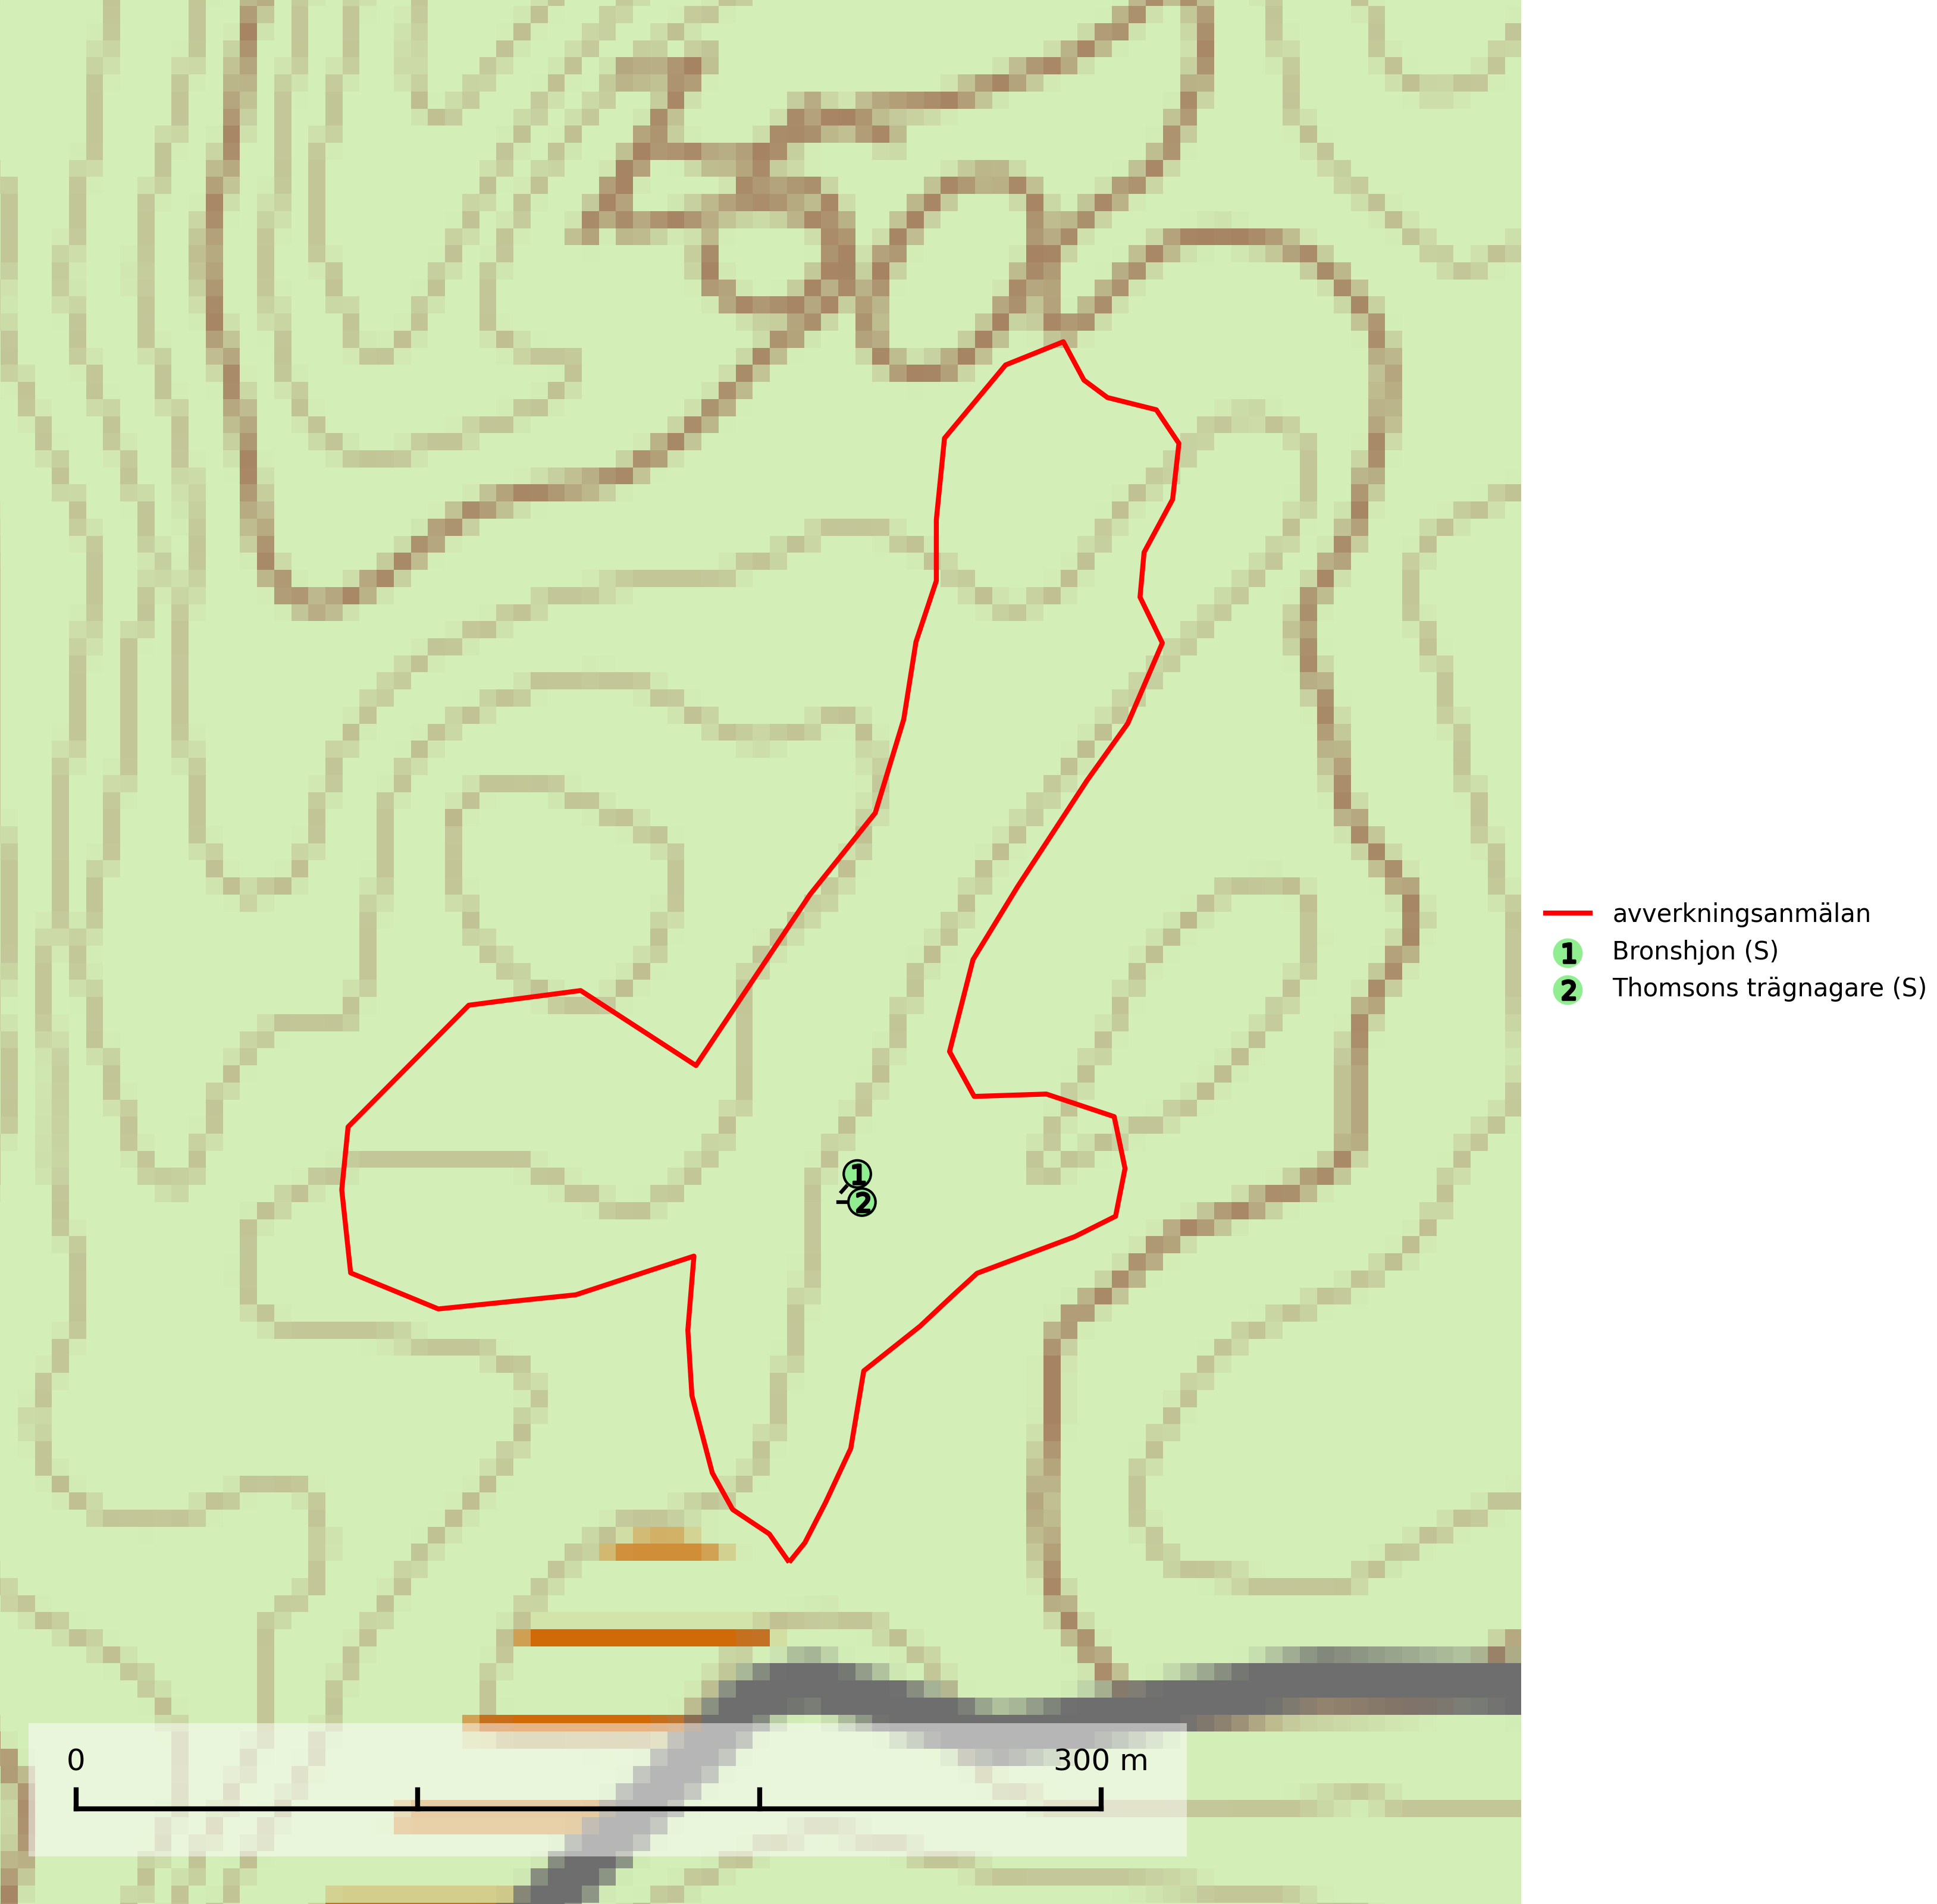 avverkningsanmälan
1 Bronshjon (S)
2 Thomsons trägnagare (S)
1
2
0 300 m